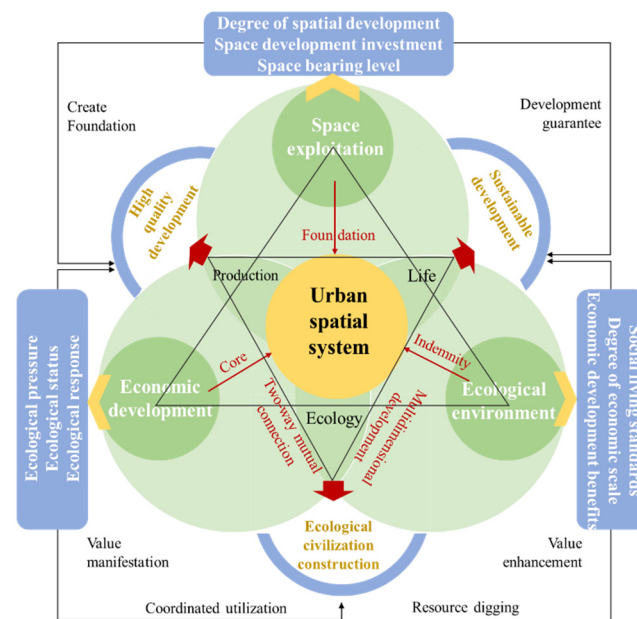 Degree of spatial development
Space development investment
Space bearing level
Create
Foundation
Development
guarantee
Space
exploitation
High
quality
development
Sustainable
development
Foundation
Production
Life
Urban
spatial
system
Core
Indemnity
Economic
development
Ecological
environment
Ecology
Two-way mutual
connection
Multidimensional
development
Ecological pressure
Ecological status
Ecological response
Social living standards
Degree of economic scale
Economic development benefits
Ecological
civilization
construction
Value
manifestation
Value
enhancement
Coordinated utilization
Resource digging